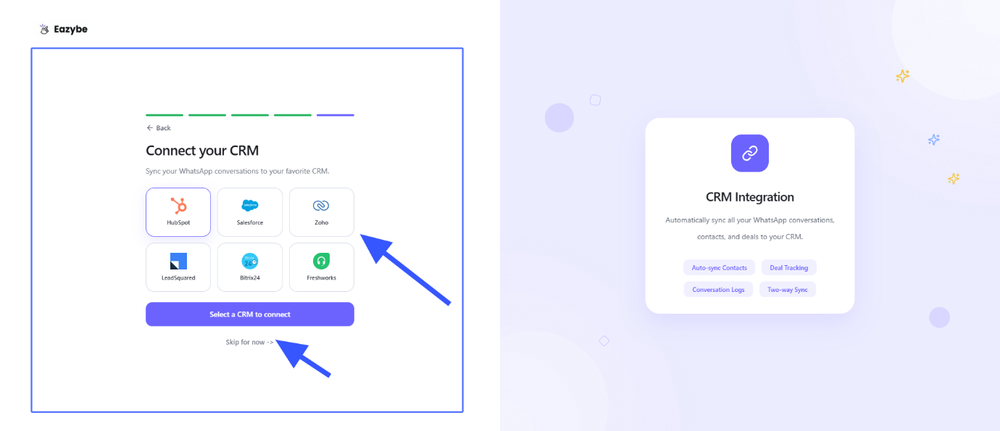 Eazybe
Back
Connect your CRM
Sync your WhatsApp conversations to your favorite CRM.
HubSpot
salesforce
Salesforce
Zoho
LeadSquared
Bitrix
24
Bitrix24
Freshworks
Select a CRM to connect
Skip for now ->
CRM Integration
Automatically sync all your WhatsApp conversations,
contacts, and deals to your CRM.
Auto-sync Contacts
Deal Tracking
Conversation Logs
Two-way Sync